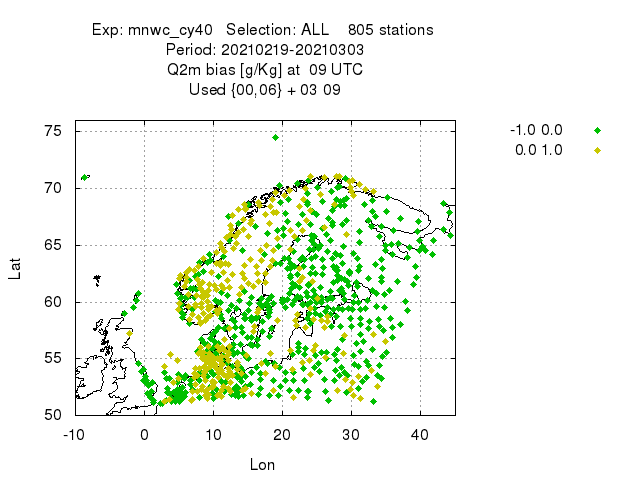 Exp: mnwc_cy40 Selection: ALL 805 stations
Period: 20210219-20210303
Q2m bias [g/Kg] at 09 UTC
Used {00,06} + 03 09
-1.0 0.0
0.0 1.0
75
70
65
60
55
50
Lat
-10 0 10 20 30 40
Lon